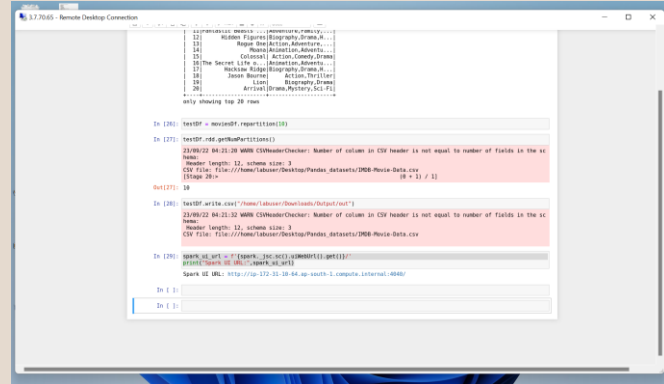 3.7.70.65 - Remote Desktop Connection
| 11|Fantastic Beasts ...|Adventure,Family,...|
| 12| Hidden Figures|Biography,Drama,H...|
| 13| Rogue One|Action,Adventure,...|
| 14| Moana|Animation,Adventu...|
| 15| Colossal| Action,Comedy,Drama|
| 16|The Secret Life o...|Animation,Adventu...|
| 17| Hacksaw Ridge|Biography,Drama,H...|
| 18| Jason Bourne| Action,Thriller|
| 19| Lion| Biography,Drama|
| 20| Arrival|Drama,Mystery,Sci-Fi|
only showing top 20 rows
In [26]: testDf = moviesDf.repartition(10)
In [27]: testDf.rdd.getNumPartitions()
23/09/22 04:21:20 WARN CSVHeaderChecker: Number of column in CSV header is not equal to number of fields in the sc
hema:
Header length: 12, schema size: 3
CSV file: file:///home/labuser/Desktop/Pandas_datasets/IMDB-Movie-Data.csv
[Stage 20:> (0 + 1) / 1]
Out[27]: 10
In [28]: testDf.write.csv("/home/labuser/Downloads/Output/out")
23/09/22 04:21:32 WARN CSVHeaderChecker: Number of column in CSV header is not equal to number of fields in the sc
hema:
Header length: 12, schema size: 3
CSV file: file:///home/labuser/Desktop/Pandas_datasets/IMDB-Movie-Data.csv
In [29]: spark_ui_url = f"{spark._jsc.sc().uiWebUrl().get()}/"
print("Spark UI URL:",spark_ui_url)
Spark UI URL: http://ip-172-31-10-64.ap-south-1.compute.internal:4040/
In [ ]:
In [ ]: